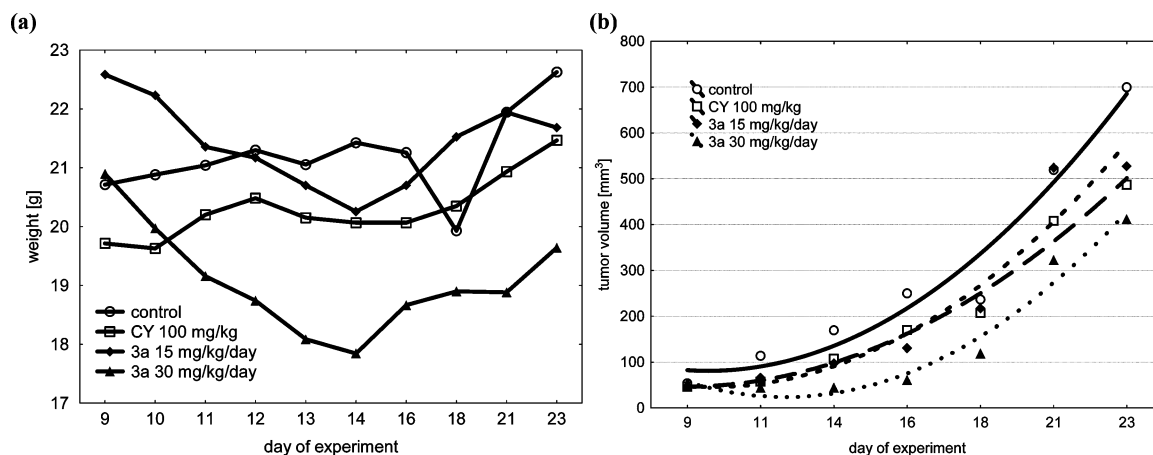 (a)
23
22
21
20
19
18
17
weight [g]
control
CY 100 mg/kg
3a 15 mg/kg/day
3a 30 mg/kg/day
9 10 11 12 13 14 16 18 21 23
day of experiment
(b)
800
700
600
500
400
300
200
100
0
tumor volume [mm³]
control
CY 100 mg/kg
3a 15 mg/kg/day
3a 30 mg/kg/day
9 11 14 16 18 21 23
day of experiment